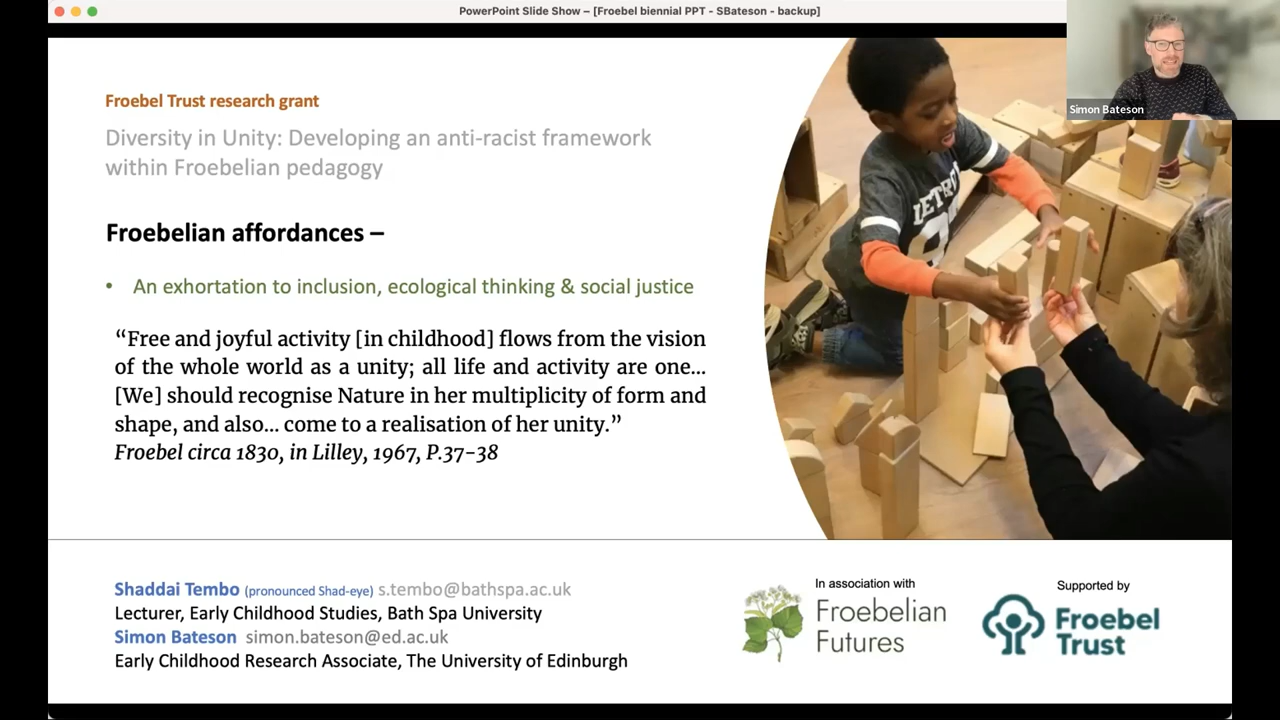 PowerPoint Slide Show – [Froebel biennial PPT - SBateson - backup]
Simon Bateson
Froebel Trust research grant
Diversity in Unity: Developing an anti-racist framework
within Froebelian pedagogy
Froebelian affordances –
• An exhortation to inclusion, ecological thinking & social justice
“Free and joyful activity [in childhood] flows from the vision
of the whole world as a unity; all life and activity are one...
[We] should recognise Nature in her multiplicity of form and
shape, and also... come to a realisation of her unity.”
Froebel circa 1830, in Lilley, 1967, P.37-38
Shaddai Tembo (pronounced Shad-eye) s.tembo@bathspa.ac.uk
Lecturer, Early Childhood Studies, Bath Spa University
Simon Bateson simon.bateson@ed.ac.uk
Early Childhood Research Associate, The University of Edinburgh
In association with
Froebelian
Futures
Supported by
Froebel
Trust